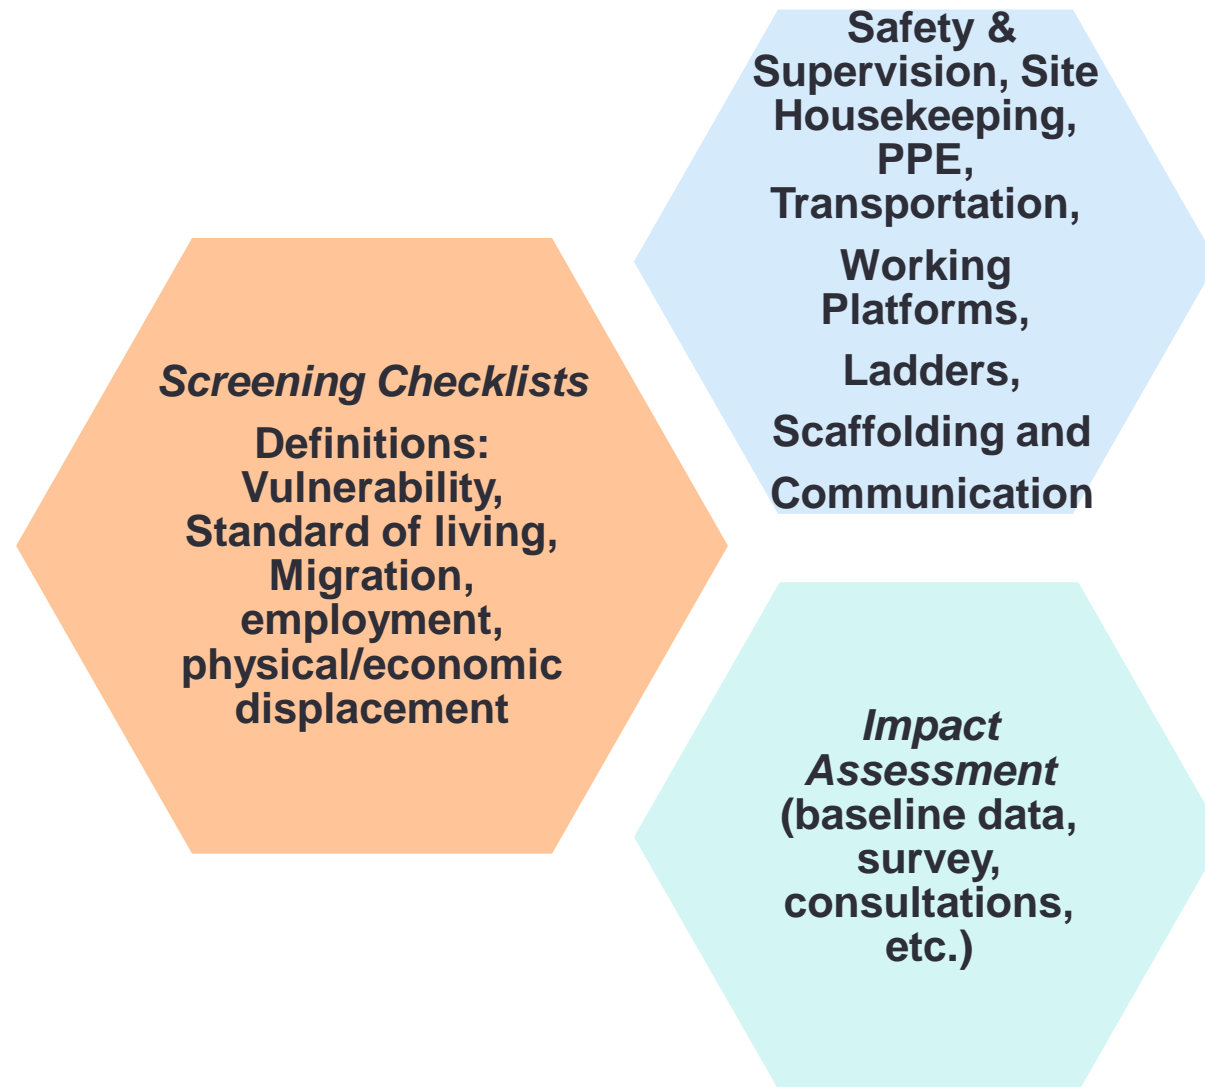 Safety &
Supervision, Site
Housekeeping,
PPE,
Transportation,
Working
Platforms,
Ladders,
Scaffolding and
Communication
Screening Checklists
Definitions:
Vulnerability,
Standard of living,
Migration,
employment,
physical/economic
displacement
Impact
Assessment
(baseline data,
survey,
consultations,
etc.)